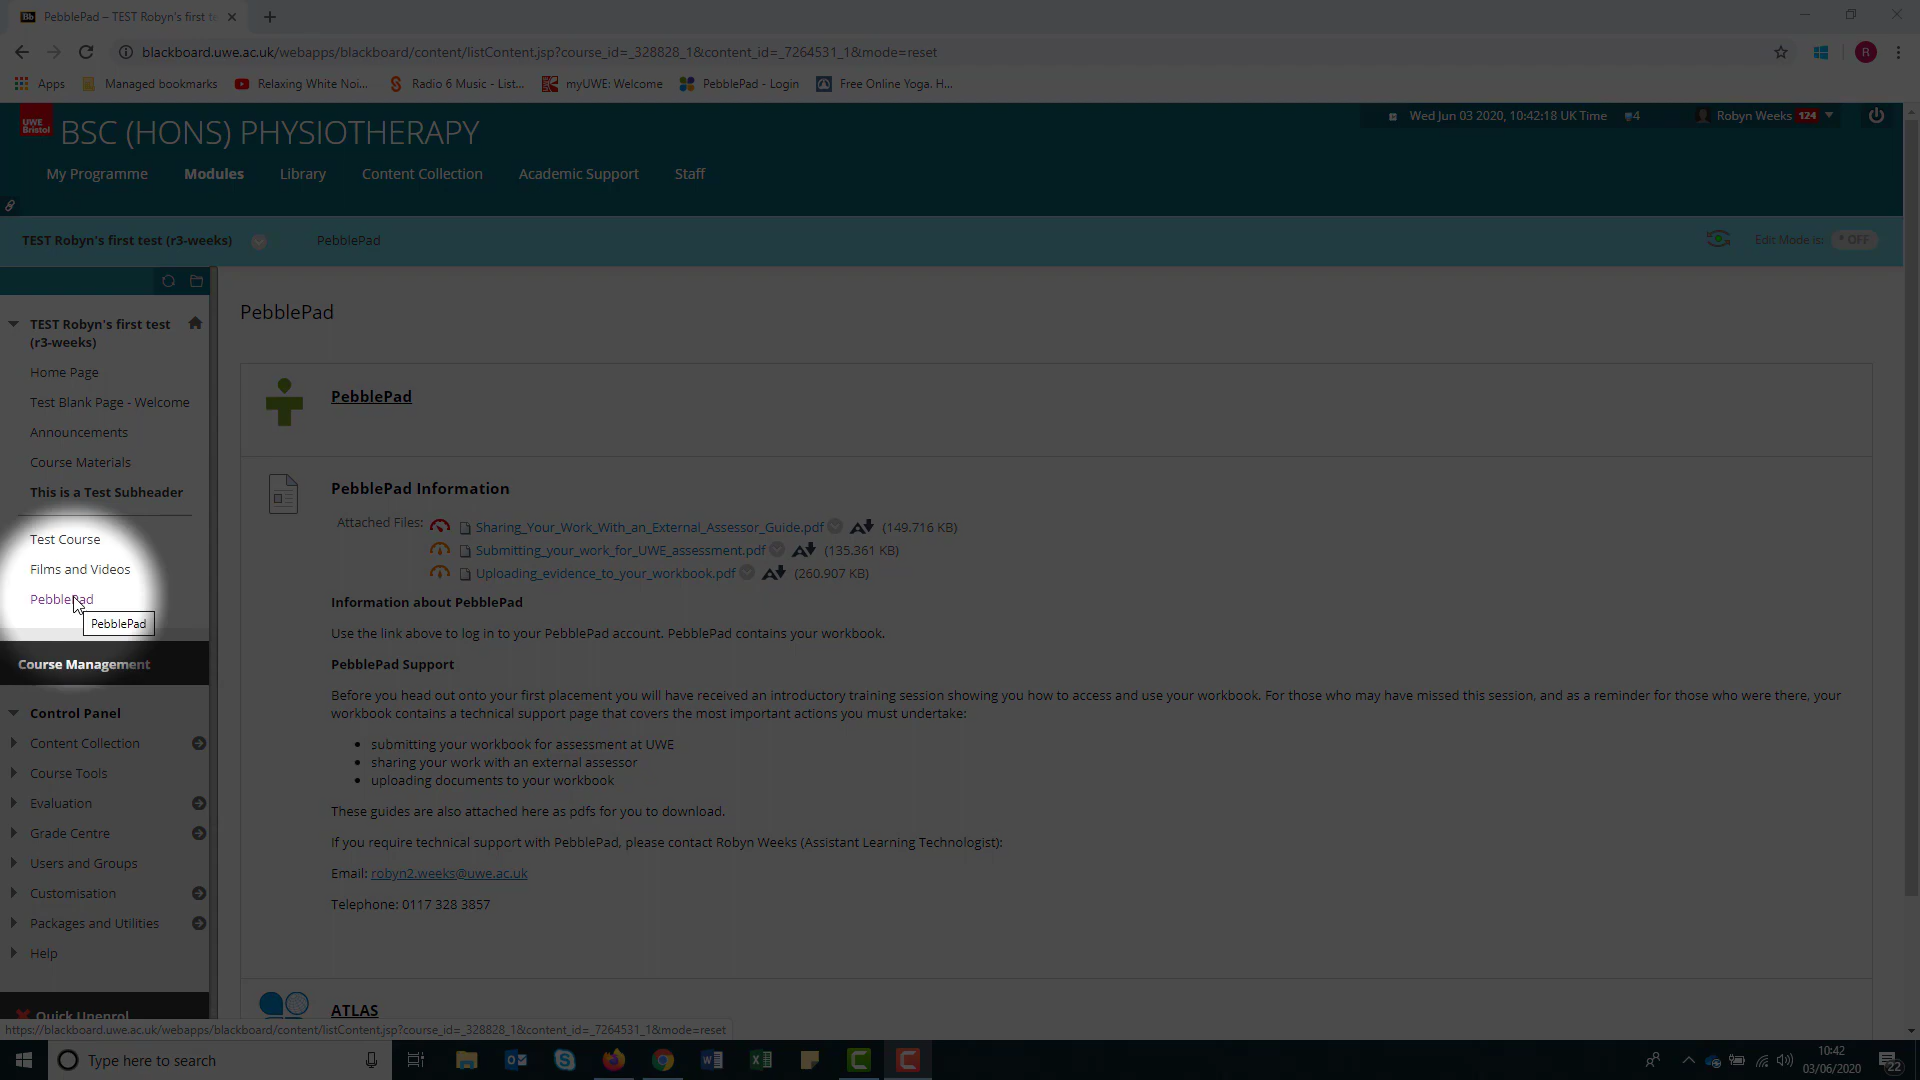 PebblePad – TEST Robyn's first te
blackboard.uwe.ac.uk/webapps/blackboard/content/listContent.jsp?course_id=_328828_1&content_id=_7264531_1&mode=reset
R
Apps
Managed bookmarks
Relaxing White Noi...
Radio 6 Music - List...
myUWE: Welcome
PebblePad - Login
Free Online Yoga. H...
UWE
Bristol
BSC (HONS) PHYSIOTHERAPY
Wed Jun 03 2020, 10:42:18 UK Time
4
Robyn Weeks 124
My Programme
Modules
Library
Content Collection
Academic Support
Staff
TEST Robyn's first test (r3-weeks)
PebblePad
Edit Mode is: OFF
TEST Robyn's first test
(r3-weeks)
Home Page
Test Blank Page - Welcome
Announcements
Course Materials
This is a Test Subheader
Test Course
Films and Videos
PebblePad
PebblePad
Course Management
Control Panel
Content Collection
Course Tools
Evaluation
Grade Centre
Users and Groups
Customisation
Packages and Utilities
Help
Quick Unenrol
PebblePad
PebblePad
PebblePad Information
Attached Files: Sharing_Your_Work_With_an_External_Assessor_Guide.pdf (149.716 KB)
Submitting_your_work_for_UWE_assessment.pdf (135.361 KB)
Uploading_evidence_to_your_workbook.pdf (260.907 KB)
Information about PebblePad
Use the link above to log in to your PebblePad account. PebblePad contains your workbook.
PebblePad Support
Before you head out onto your first placement you will have received an introductory training session showing you how to access and use your workbook. For those who may have missed this session, and as a reminder for those who were there, your
workbook contains a technical support page that covers the most important actions you must undertake:
• submitting your workbook for assessment at UWE
• sharing your work with an external assessor
• uploading documents to your workbook
These guides are also attached here as pdfs for you to download.
If you require technical support with PebblePad, please contact Robyn Weeks (Assistant Learning Technologist):
Email: robyn2.weeks@uwe.ac.uk
Telephone: 0117 328 3857
ATLAS
https://blackboard.uwe.ac.uk/webapps/blackboard/content/listContent.jsp?course_id=_328828_1&content_id=_7264531_1&mode=reset
Type here to search
10:42
03/06/2020
22